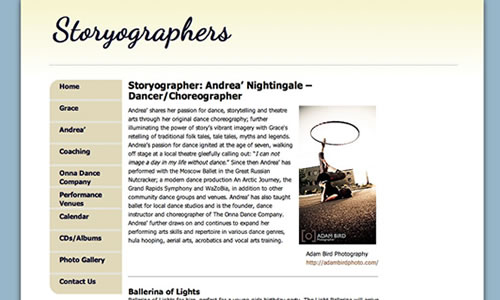 Storyographers
Home
Grace
Andrea'
Coaching
Onna Dance
Company
Performance
Venues
Calendar
CDs/Albums
Photo Gallery
Contact Us
Storyographer: Andrea' Nightingale –
Dancer/Choreographer
Andrea' shares her passion for dance, storytelling and theatre
arts through her original dance choreography; further
illuminating the power of story's vibrant imagery with Grace's
retelling of traditional folk tales, tale tales, myths and legends.
Andrea's passion for dance ignited at the age of seven, walking
off stage at a local theatre gleefully calling out: "I can not
image a day in my life without dance." Since then Andrea' has
performed with the Moscow Ballet in the Great Russian
Nutcracker; a modern dance production An Arctic Journey, the
Grand Rapids Symphony and WaZoBia, in addition to other
community dance groups and venues. Andrea' has also taught
ballet for local dance studios and is the founder, dance
instructor and choreographer of The Onna Dance Company.
Andrea' further draws on and continues to expand her
performing arts skills and repertoire in various dance genres,
hula hooping, aerial arts, acrobatics and vocal arts training.
ADAM BIRD
Adam Bird Photography
http://adambirdphoto.com/
Ballerina of Lights